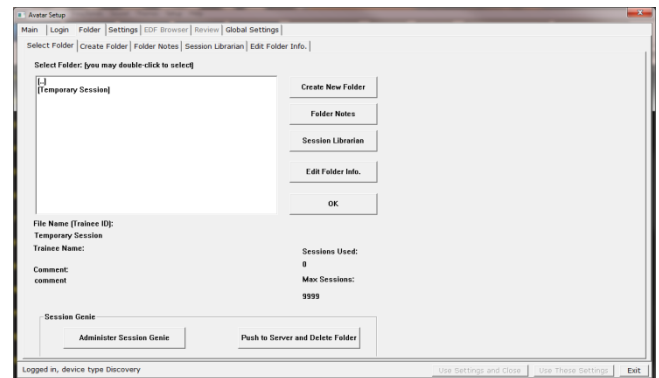 Avatar Setup
Main Login Folder Settings EDF Browser Review Global Settings
Select Folder Create Folder Folder Notes Session Librarian Edit Folder Info.
Select Folder: (you may double-click to select)
[..]
[Temporary Session]
Create New Folder
Folder Notes
Session Librarian
Edit Folder Info.
OK
File Name (Trainee ID):
Temporary Session
Trainee Name:
Comment:
comment
Sessions Used:
0
Max Sessions:
9999
Session Genie
Administer Session Genie Push to Server and Delete Folder
Logged in, device type Discovery Use Settings and Close Use These Settings Exit